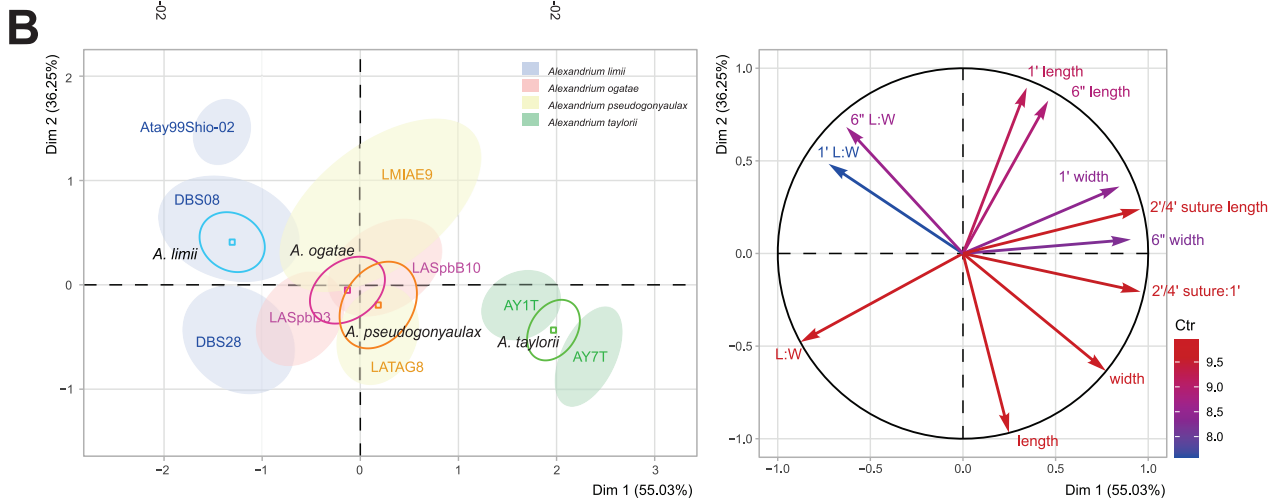 02
02
B
Dim 2 (36.25%)
2
1
0
−1
−2
−1
0
1
2
3
Dim 1 (55.03%)
Alexandrium limii
Alexandrium ogatae
Alexandrium pseudogonyaulax
Alexandrium taylorii
Atay99Shio-02
LMIAE9
DBS08
A. limii
A. ogatae
LASpbB10
LASpbD3
AY1T
A. pseudogonyaulax
A. taylorii
DBS28
LATAG8
AY7T
Dim 2 (36.25%)
1.0
0.5
0.0
−0.5
−1.0
−1.0
−0.5
0.0
0.5
1.0
Dim 1 (55.03%)
1' length
6" length
6" L:W
1' L:W
1' width
2'/4' suture length
6" width
2'/4' suture:1'
L:W
width
length
Ctr
9.5
9.0
8.5
8.0